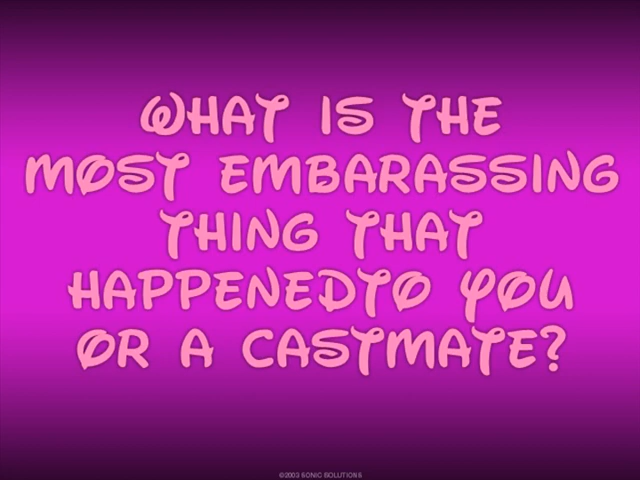 WHAT IS THE
MOST EMBARASSING
THING THAT
HAPPENEDTO YOU
OR A CASTMATE?
©2003 SONIC SOLUTIONS